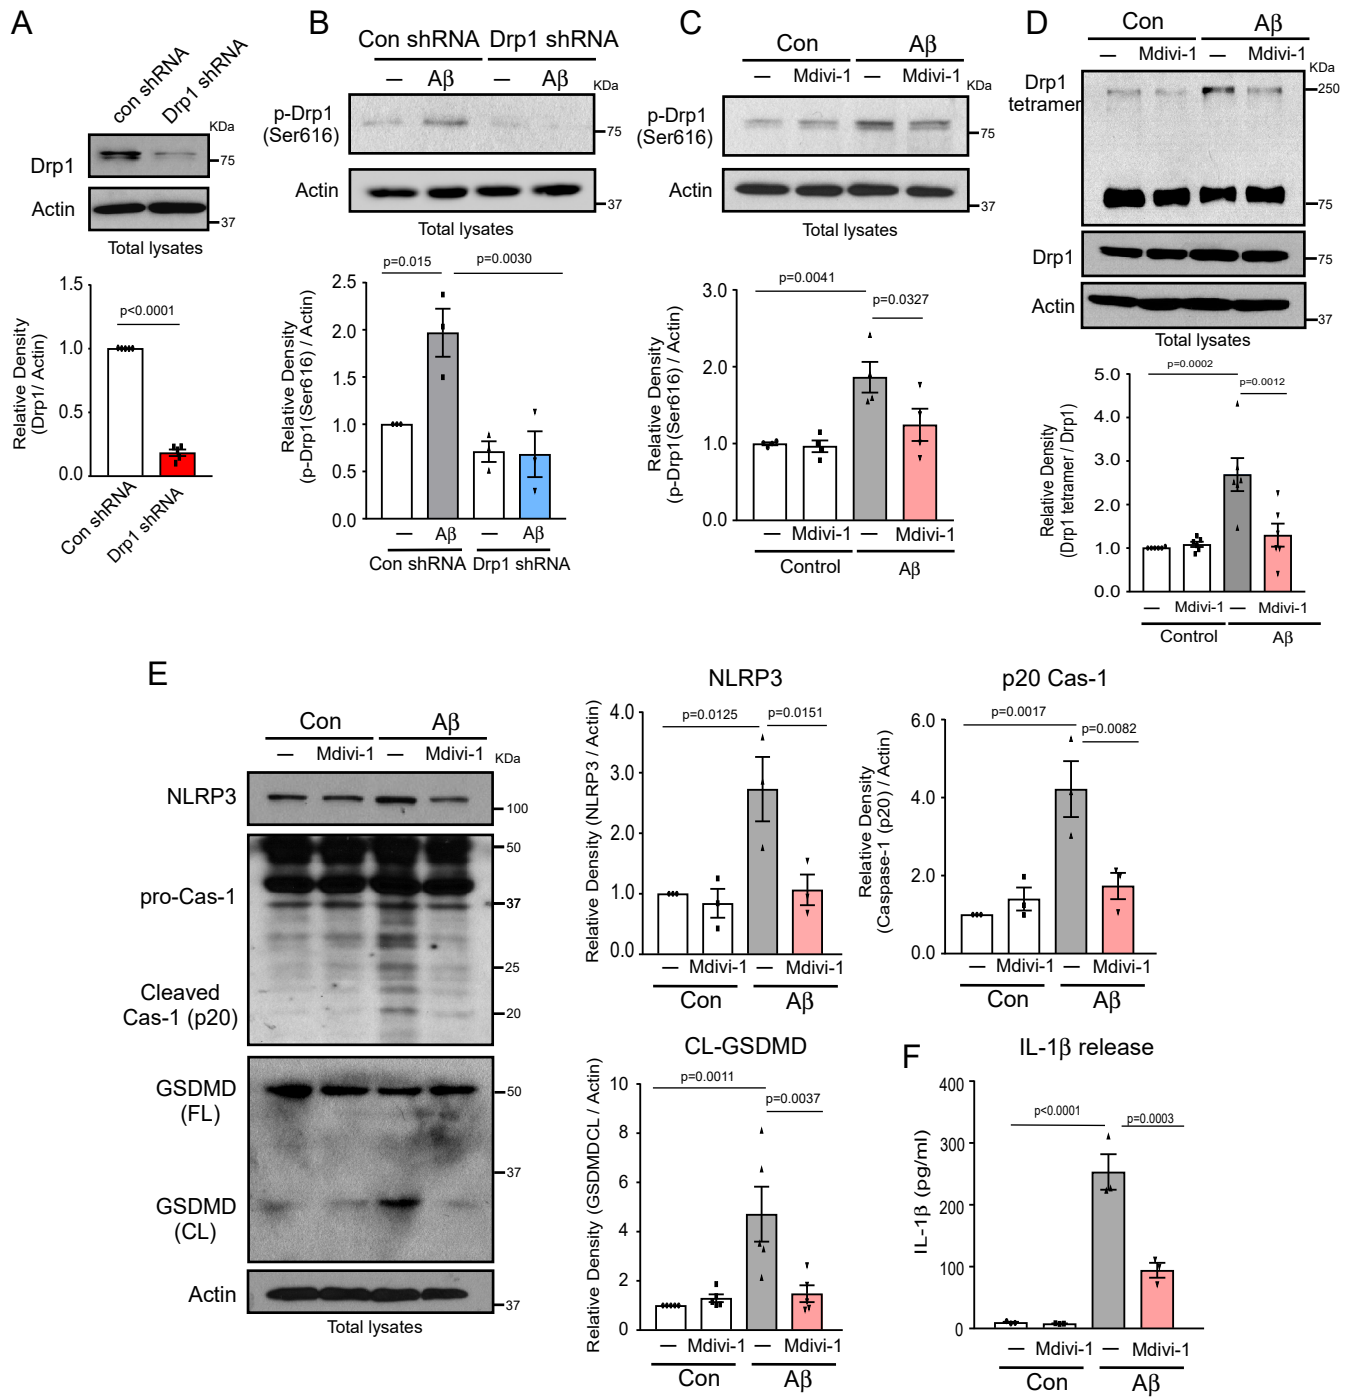 A
con shRNA
Drp1 shRNA
KDa
Drp1
75
Actin
37
Total lysates
1.5
1.0
0.5
0.0
p<0.0001
Relative Density
(Drp1/ Actin)
Con shRNA
Drp1 shRNA
B
Con shRNA Drp1 shRNA
— Aβ — Aβ
KDa
p-Drp1
(Ser616)
75
Actin
37
Total lysates
p=0.015 p=0.0030
2.5
2.0
1.5
1.0
0.5
0.0
Relative Density
(p-Drp1(Ser616) / Actin)
— Aβ — Aβ
Con shRNA Drp1 shRNA
C
Con Aβ
— Mdivi-1 — Mdivi-1
KDa
p-Drp1
(Ser616)
75
Actin
37
Total lysates
p=0.0041
p=0.0327
3.0
2.0
1.0
0.0
Relative Density
(p-Drp1(Ser616) / Actin)
— Mdivi-1 — Mdivi-1
Control Aβ
D
Con Aβ
— Mdivi-1 — Mdivi-1
KDa
Drp1
tetramer
250
75
Drp1
75
Actin
37
Total lysates
p=0.0002
p=0.0012
5.0
4.0
3.0
2.0
1.0
0.0
Relative Density
(Drp1 tetramer / Drp1)
— Mdivi-1 — Mdivi-1
Control Aβ
E
Con Aβ
— Mdivi-1 — Mdivi-1
KDa
NLRP3
100
50
pro-Cas-1
37
25
Cleaved
Cas-1 (p20)
20
GSDMD
(FL)
50
37
GSDMD
(CL)
Actin
37
Total lysates
NLRP3
p=0.0125 p=0.0151
4.0
3.0
2.0
1.0
0.0
Relative Density (NLRP3 / Actin)
— Mdivi-1 — Mdivi-1
Con Aβ
p20 Cas-1
p=0.0017
p=0.0082
6.0
4.0
2.0
0.0
Relative Density
(Caspase-1 (p20) / Actin)
— Mdivi-1 — Mdivi-1
Con Aβ
CL-GSDMD
p=0.0011
p=0.0037
10
8
6
4
2
0
Relative Density (GSDMDCL / Actin)
— Mdivi-1 — Mdivi-1
Con Aβ
F
IL-1β release
p<0.0001 p=0.0003
400
300
200
100
0
IL-1β (pg/ml)
— Mdivi-1 — Mdivi-1
Con Aβ